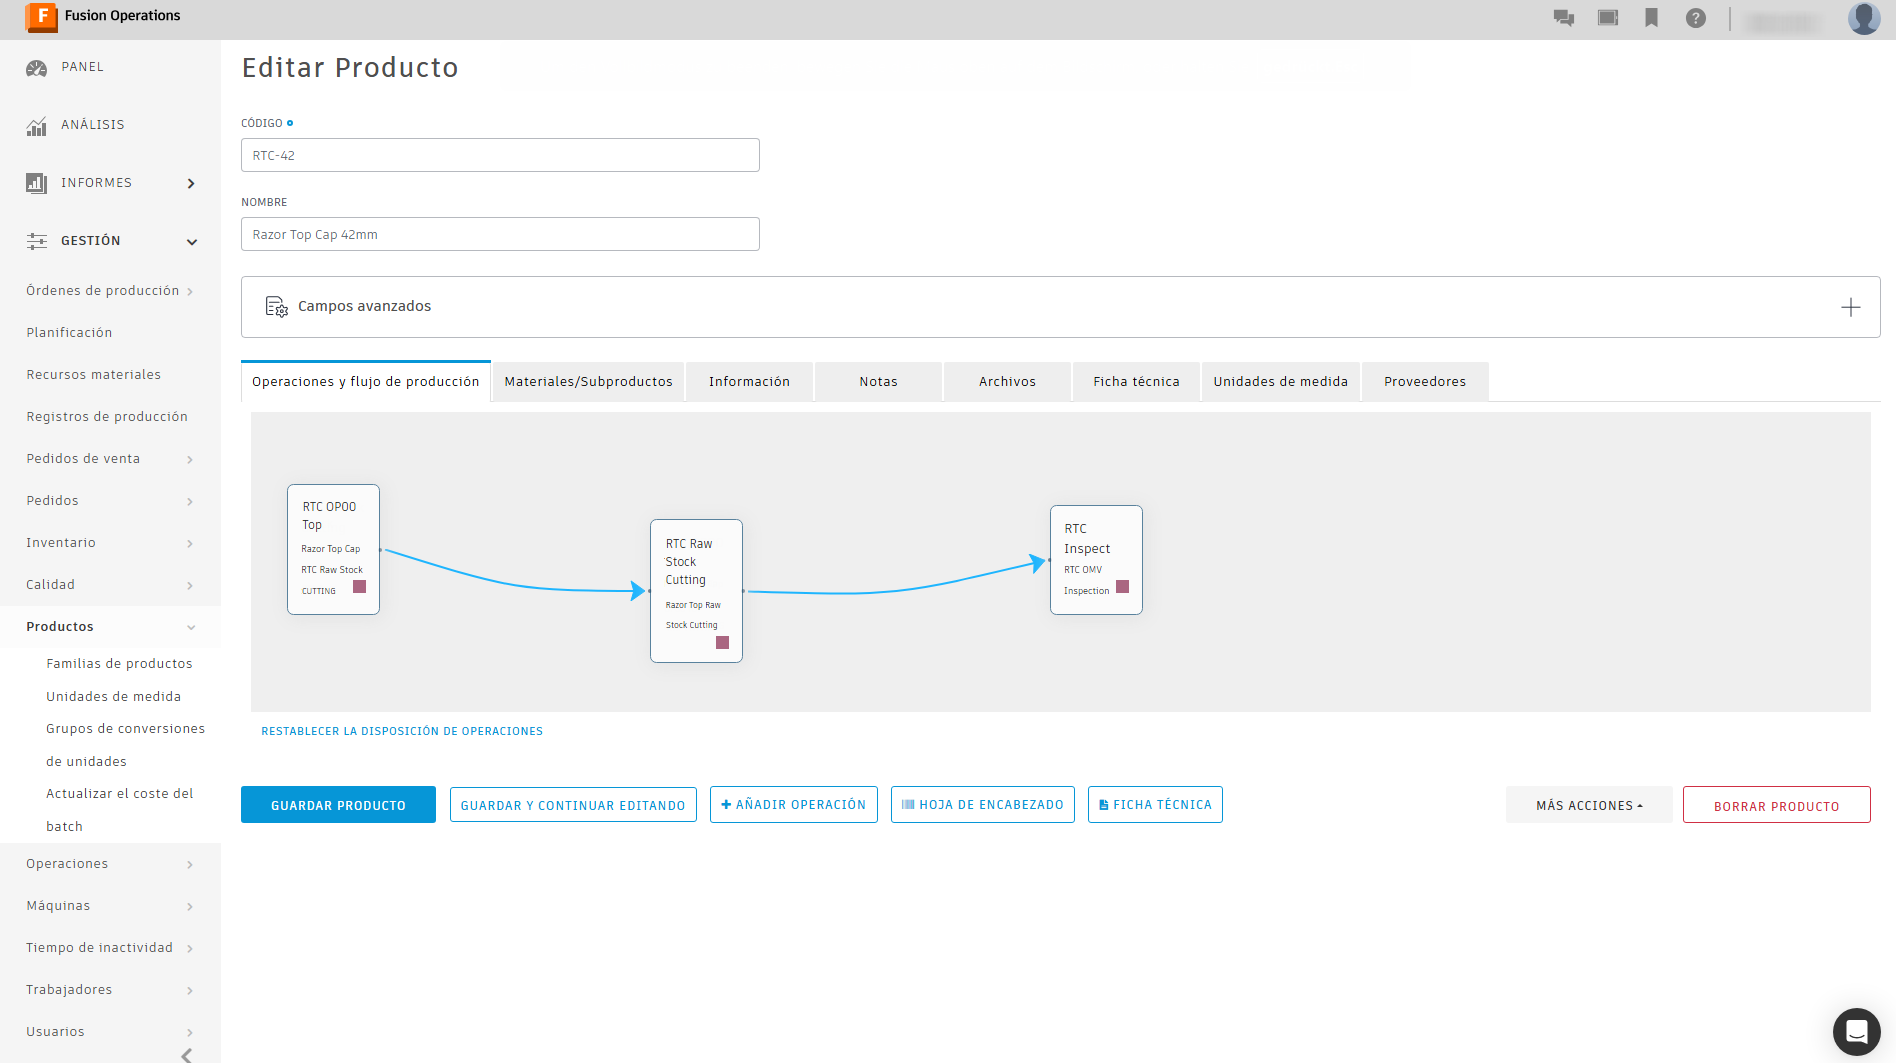 F Fusion Operations
?
PANEL
ANÁLISIS
INFORMES
GESTIÓN
Órdenes de producción
Planificación
Recursos materiales
Registros de producción
Pedidos de venta
Pedidos
Inventario
Calidad
Productos
Familias de productos
Unidades de medida
Grupos de conversiones
de unidades
Actualizar el coste del
batch
Operaciones
Máquinas
Tiempo de inactividad
Trabajadores
Usuarios
Editar Producto
CÓDIGO
RTC-42
NOMBRE
Razor Top Cap 42mm
Campos avanzados
Operaciones y flujo de producción
Materiales/Subproductos
Información
Notas
Archivos
Ficha técnica
Unidades de medida
Proveedores
RTC OP00
Top
Razor Top Cap
RTC Raw Stock
CUTTING
RTC Raw
Stock
Cutting
Razor Top Raw
Stock Cutting
RTC
Inspect
RTC OMV
Inspection
RESTABLECER LA DISPOSICIÓN DE OPERACIONES
GUARDAR PRODUCTO
GUARDAR Y CONTINUAR EDITANDO
AÑADIR OPERACIÓN
HOJA DE ENCABEZADO
FICHA TÉCNICA
MÁS ACCIONES
BORRAR PRODUCTO